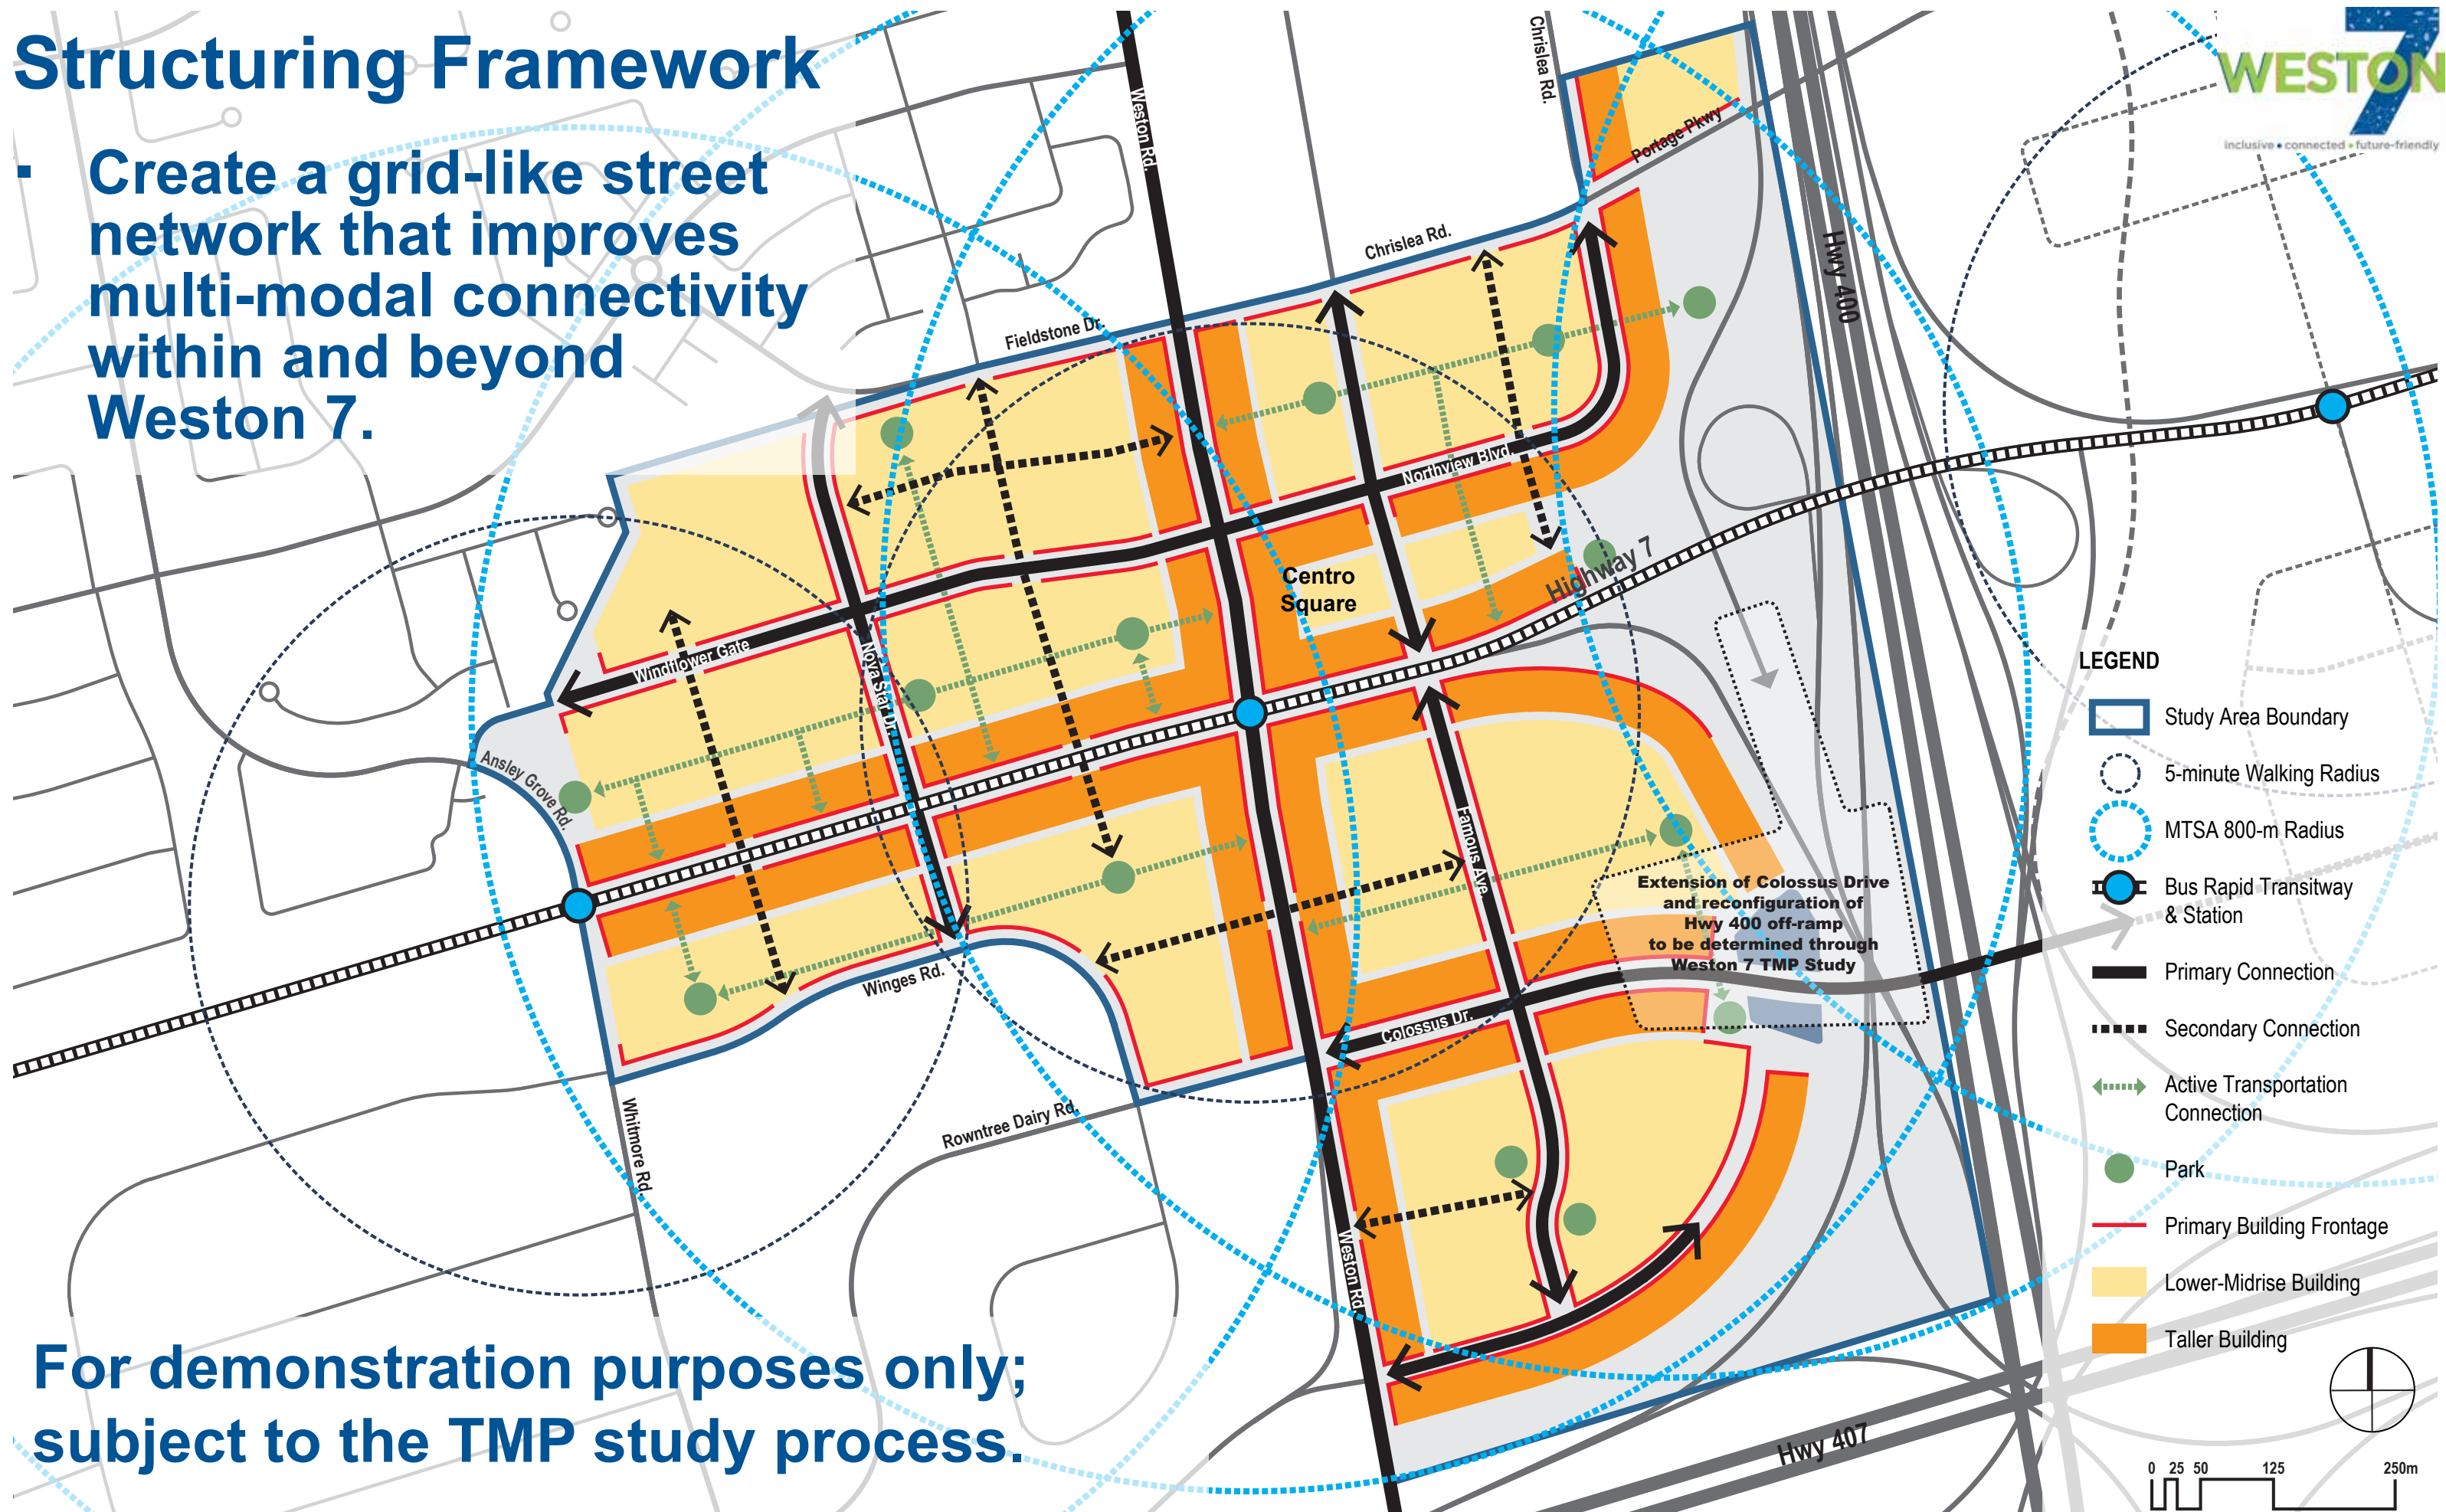 Structuring Framework
▪ Create a grid-like street
network that improves
multi-modal connectivity
within and beyond
Weston 7.
7
WESTON
inclusive • connected • future-friendly
Weston Rd.
Chrislea Rd.
Portage Pkwy
Hwy 400
Chrislea Rd.
Fieldstone Dr.
Northview Blvd.
Centro
Square
Highway 7
Windflower Gate
Nova Star Dr.
Ansley Grove Rd.
Famous Ave.
Extension of Colossus Drive
and reconfiguration of
Hwy 400 off-ramp
to be determined through
Weston 7 TMP Study
Winges Rd.
Colossus Dr.
Whitmore Rd.
Rowntree Dairy Rd.
Weston Rd.
Hwy 407
LEGEND
Study Area Boundary
5-minute Walking Radius
MTSA 800-m Radius
Bus Rapid Transitway
& Station
Primary Connection
Secondary Connection
Active Transportation
Connection
Park
Primary Building Frontage
Lower-Midrise Building
Taller Building
0 25 50 125 250m
For demonstration purposes only;
subject to the TMP study process.